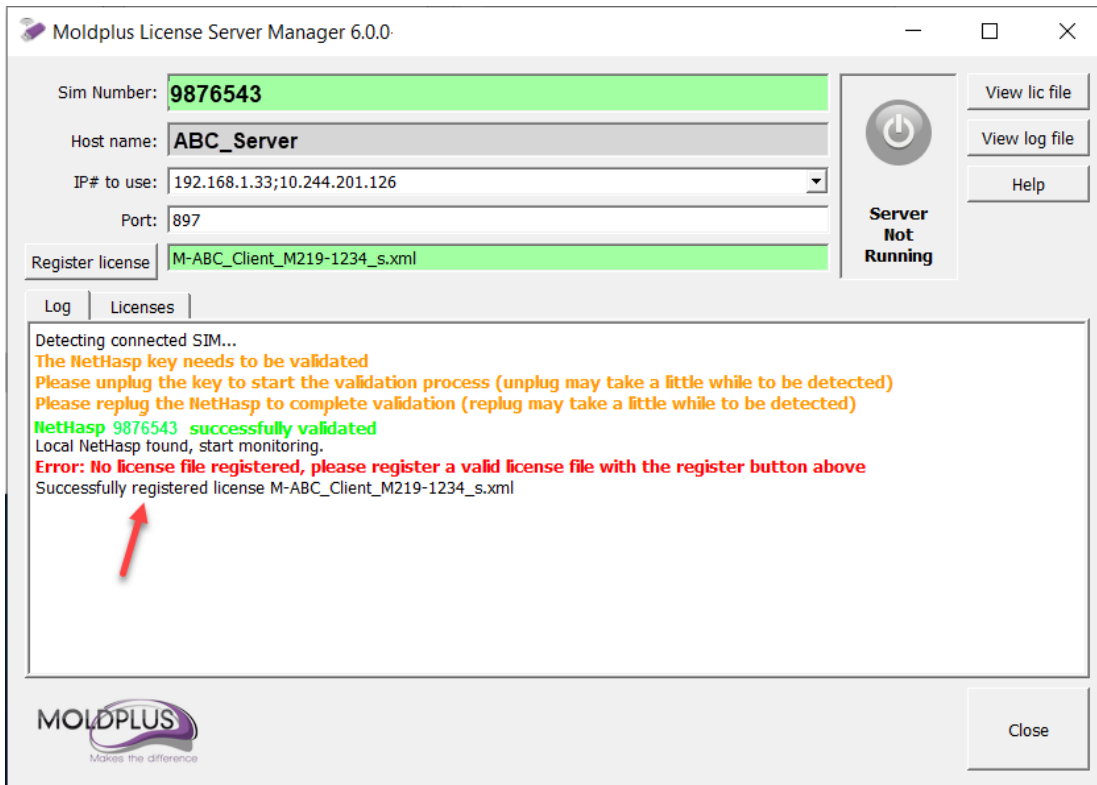 Moldplus License Server Manager 6.0.0
Sim Number: 9876543
View lic file
Host name: ABC_Server
View log file
IP# to use: 192.168.1.33;10.244.201.126
Help
Port: 897
Server
Not
Running
Register license M-ABC_Client_M219-1234_s.xml
Log Licenses
Detecting connected SIM...
The NetHasp key needs to be validated
Please unplug the key to start the validation process (unplug may take a little while to be detected)
Please replug the NetHasp to complete validation (replug may take a little while to be detected)
NetHasp 9876543 successfully validated
Local NetHasp found, start monitoring.
Error: No license file registered, please register a valid license file with the register button above
Successfully registered license M-ABC_Client_M219-1234_s.xml
MOLDPLUS
Makes the difference
Close